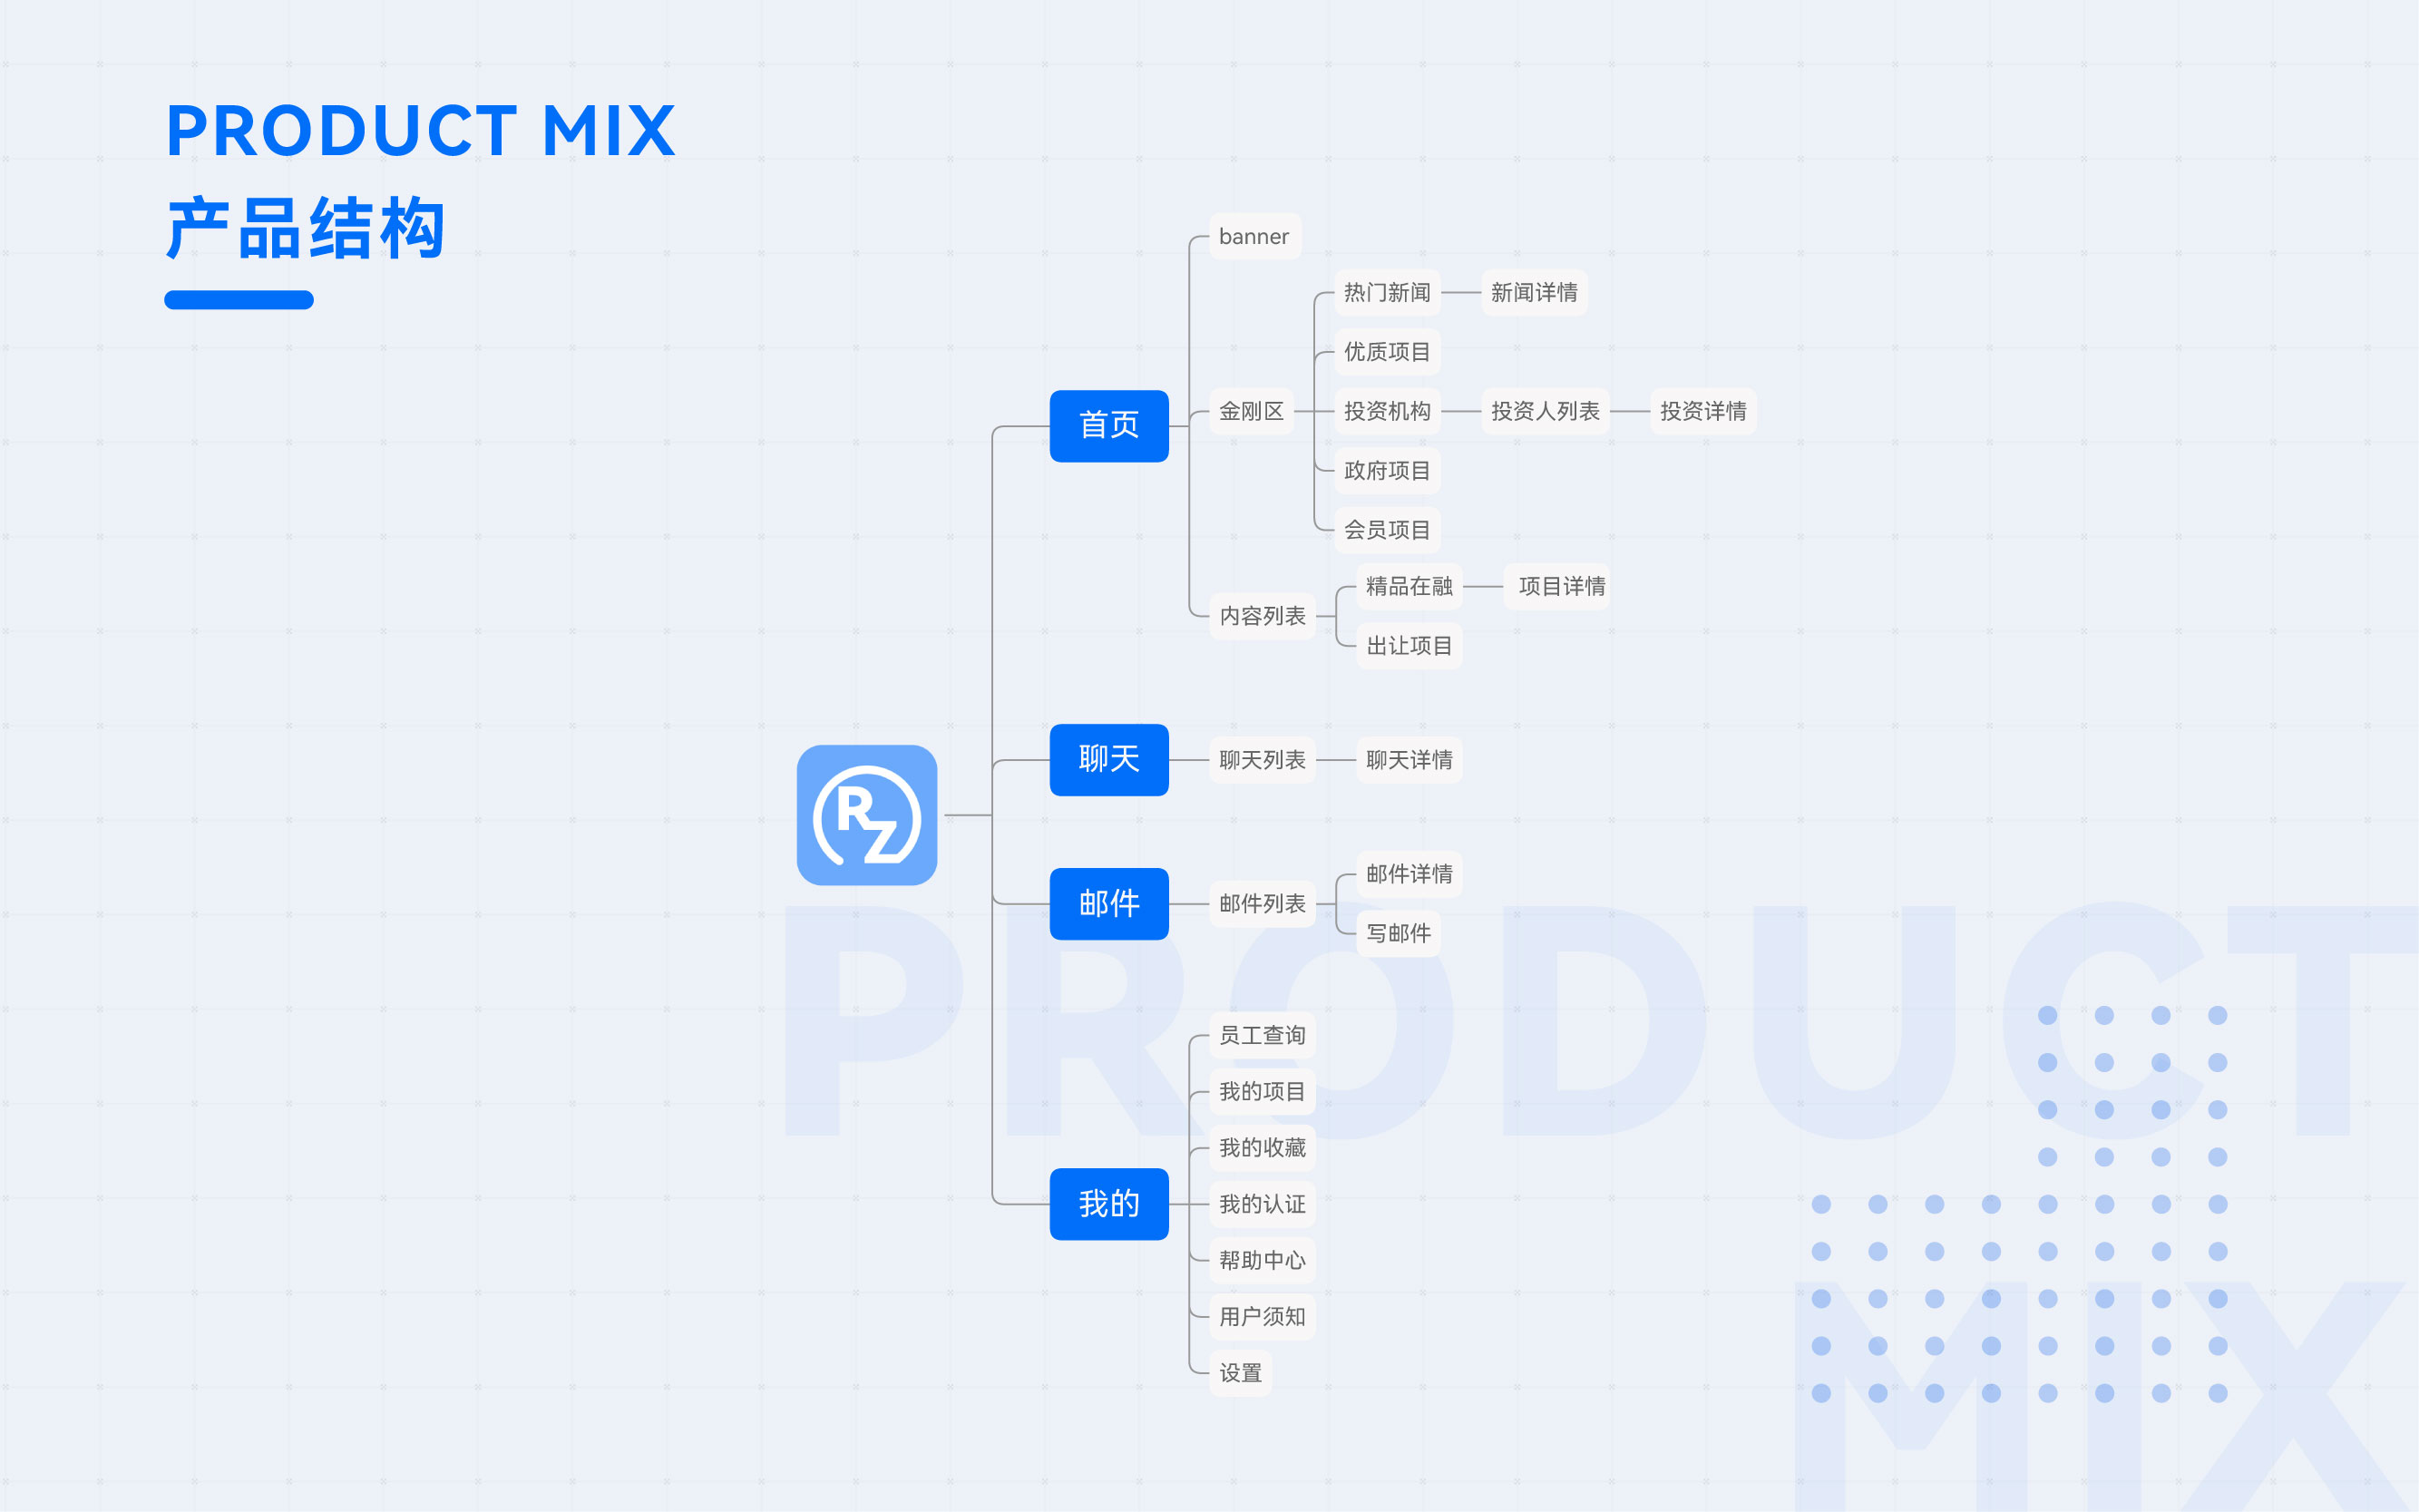 PRODUCT MIX
产品结构
banner
热门新闻 新闻详情
优质项目
首页 金刚区 投资机构 投资人列表 投资详情
政府项目
会员项目
精品在融 项目详情
内容列表
出让项目
聊天 聊天列表 聊天详情
RZ
邮件详情
邮件 邮件列表
写邮件
PRODUCT
员工查询
我的项目
我的收藏
我的 我的认证
帮助中心
用户须知
设置
MIX